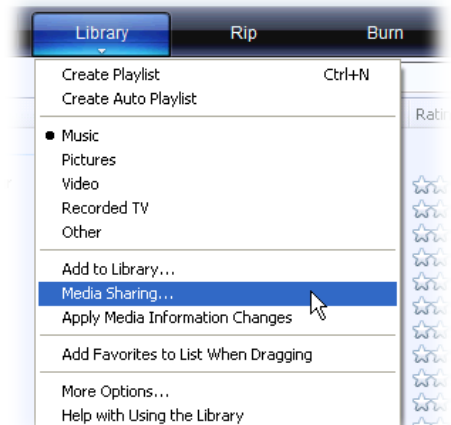 Library Rip Burn
Create Playlist Ctrl+N
Create Auto Playlist
Music
Pictures
Video
Recorded TV
Other
Add to Library...
Media Sharing...
Apply Media Information Changes
Add Favorites to List When Dragging
More Options...
Help with Using the Library